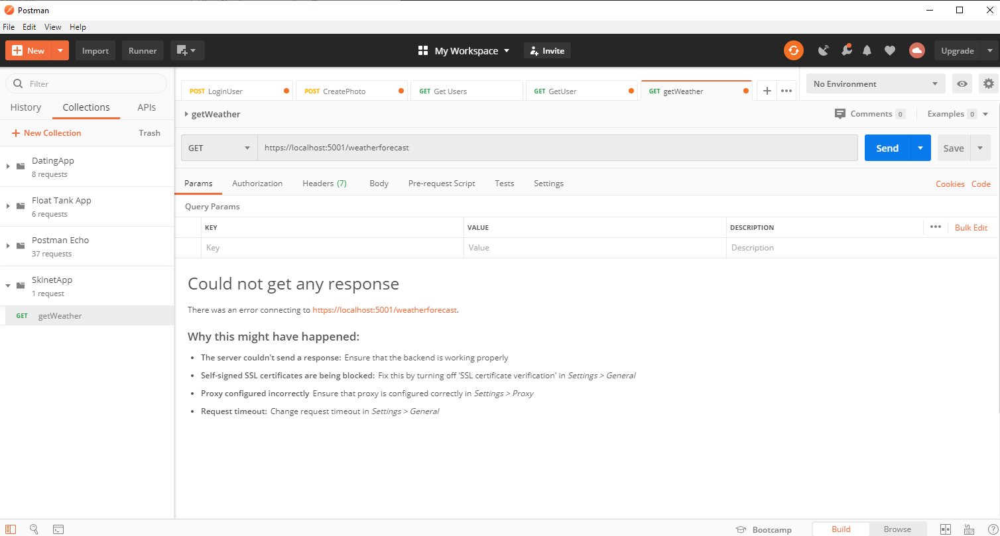 Postman
File Edit View Help
New Import Runner My Workspace Invite Upgrade
Filter
History Collections APIs
New Collection Trash
DatingApp
8 requests
Float Tank App
6 requests
Postman Echo
37 requests
SkinetApp
1 request
GET getWeather
POST LoginUser POST CreatePhoto GET Get Users GET GetUser GET getWeather No Environment
getWeather Comments 0 Examples 0
GET https://localhost:5001/weatherforecast Send Save
Params Authorization Headers (7) Body Pre-request Script Tests Settings Cookies Code
Query Params
KEY VALUE DESCRIPTION Bulk Edit
Key Value Description
Could not get any response
There was an error connecting to https://localhost:5001/weatherforecast.
Why this might have happened:
• The server couldn't send a response: Ensure that the backend is working properly
• Self-signed SSL certificates are being blocked: Fix this by turning off 'SSL certificate verification' in Settings > General
• Proxy configured incorrectly Ensure that proxy is configured correctly in Settings > Proxy
• Request timeout: Change request timeout in Settings > General
Bootcamp Build Browse